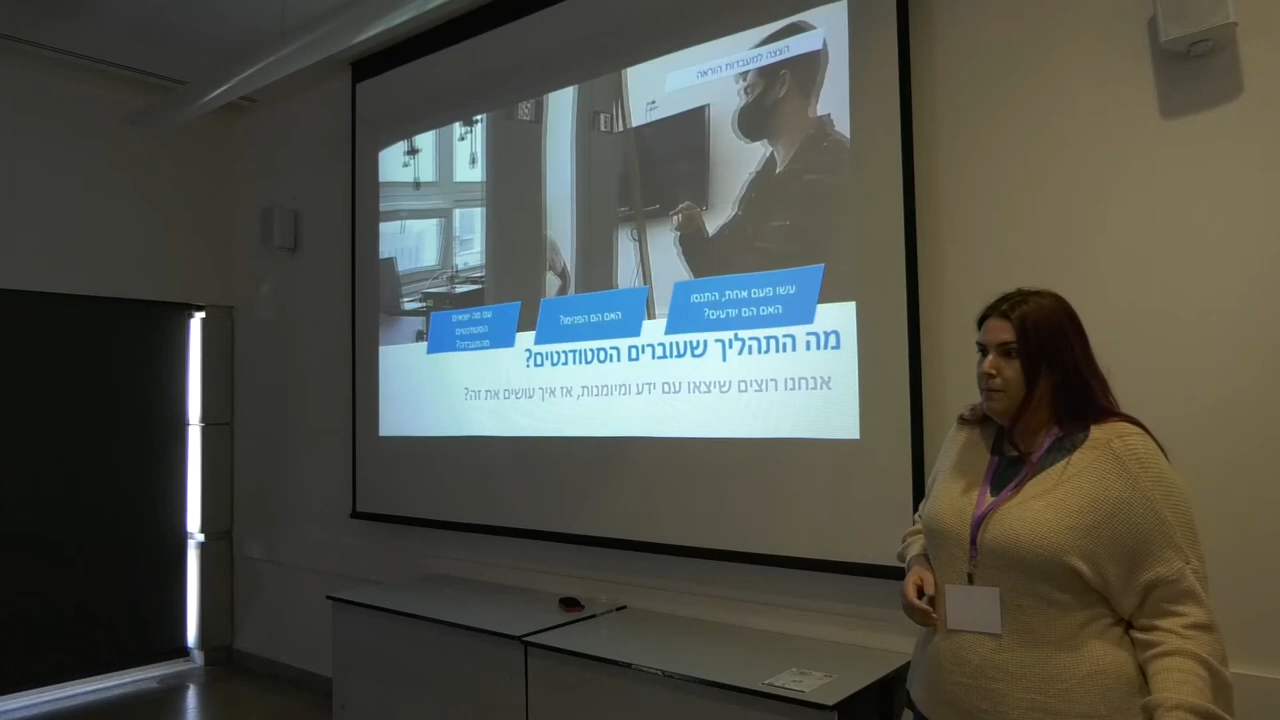 הצצה למעבדות הוראה
עשו פעם אחת, התנסו
האם הם יודעים?
האם הם הפנימו?
עם מה יוצאים
הסטודנטים
מהמעבדה?
מה התהליך שעוברים הסטודנטים?
אנחנו רוצים שיצאו עם ידע ומיומנות, אז איך עושים את זה?